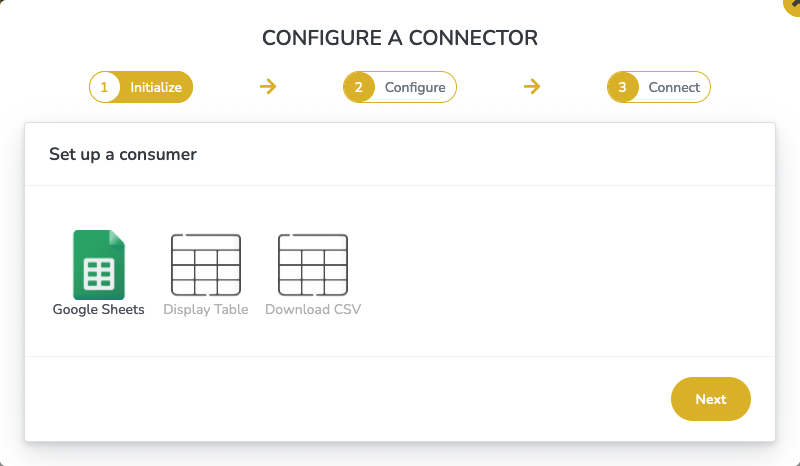 CONFIGURE A CONNECTOR
1 Initialize
2 Configure
3 Connect
Set up a consumer
Google Sheets
Display Table
Download CSV
Next